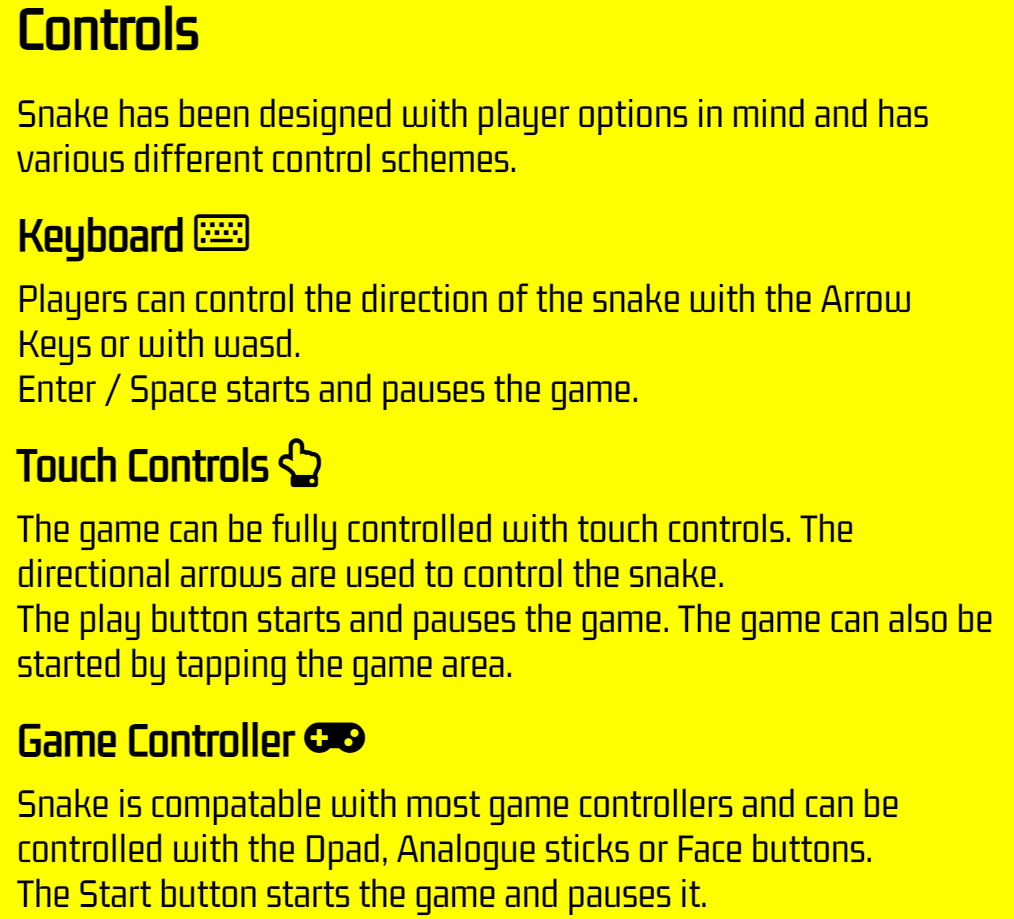 Controls
Snake has been designed with player options in mind and has
various different control schemes.
Keyboard
Players can control the direction of the snake with the Arrow
Keys or with wasd.
Enter / Space starts and pauses the game.
Touch Controls
The game can be fully controlled with touch controls. The
directional arrows are used to control the snake.
The play button starts and pauses the game. The game can also be
started by tapping the game area.
Game Controller
Snake is compatable with most game controllers and can be
controlled with the Dpad, Analogue sticks or Face buttons.
The Start button starts the game and pauses it.